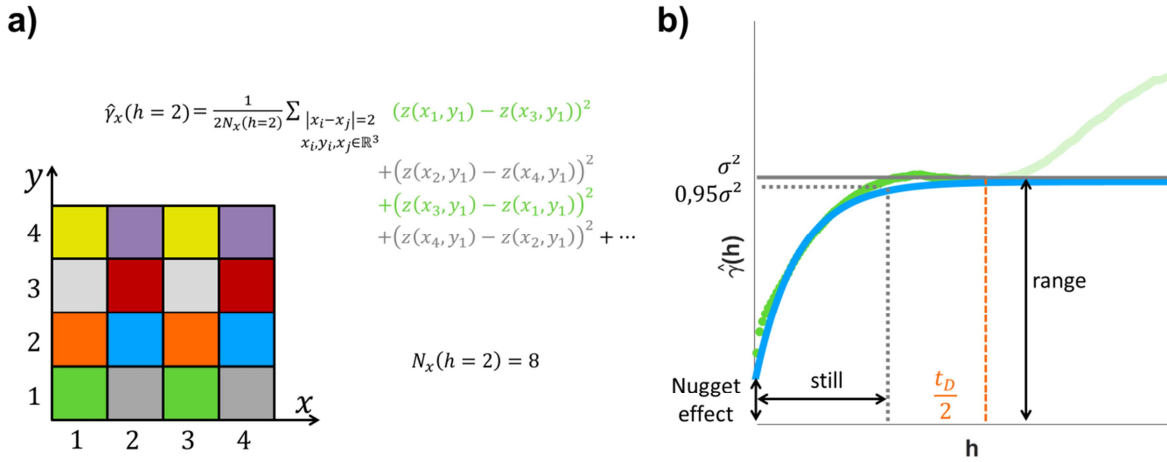 a)
γ̂ₓ(h = 2) = 1/(2Nₓ(h=2)) ∑ |xᵢ−xⱼ|=2 xᵢ,yᵢ,xⱼ∈ℝ³ (z(x₁, y₁) − z(x₃, y₁))²
+(z(x₂, y₁) − z(x₄, y₁))²
+(z(x₃, y₁) − z(x₁, y₁))²
+(z(x₄, y₁) − z(x₂, y₁))² + ⋯
Nₓ(h = 2) = 8
y
4
3
2
1
x
1 2 3 4
b)
σ²
0,95σ²
γ̂(h)
range
Nugget
effect
still
t_D/2
h